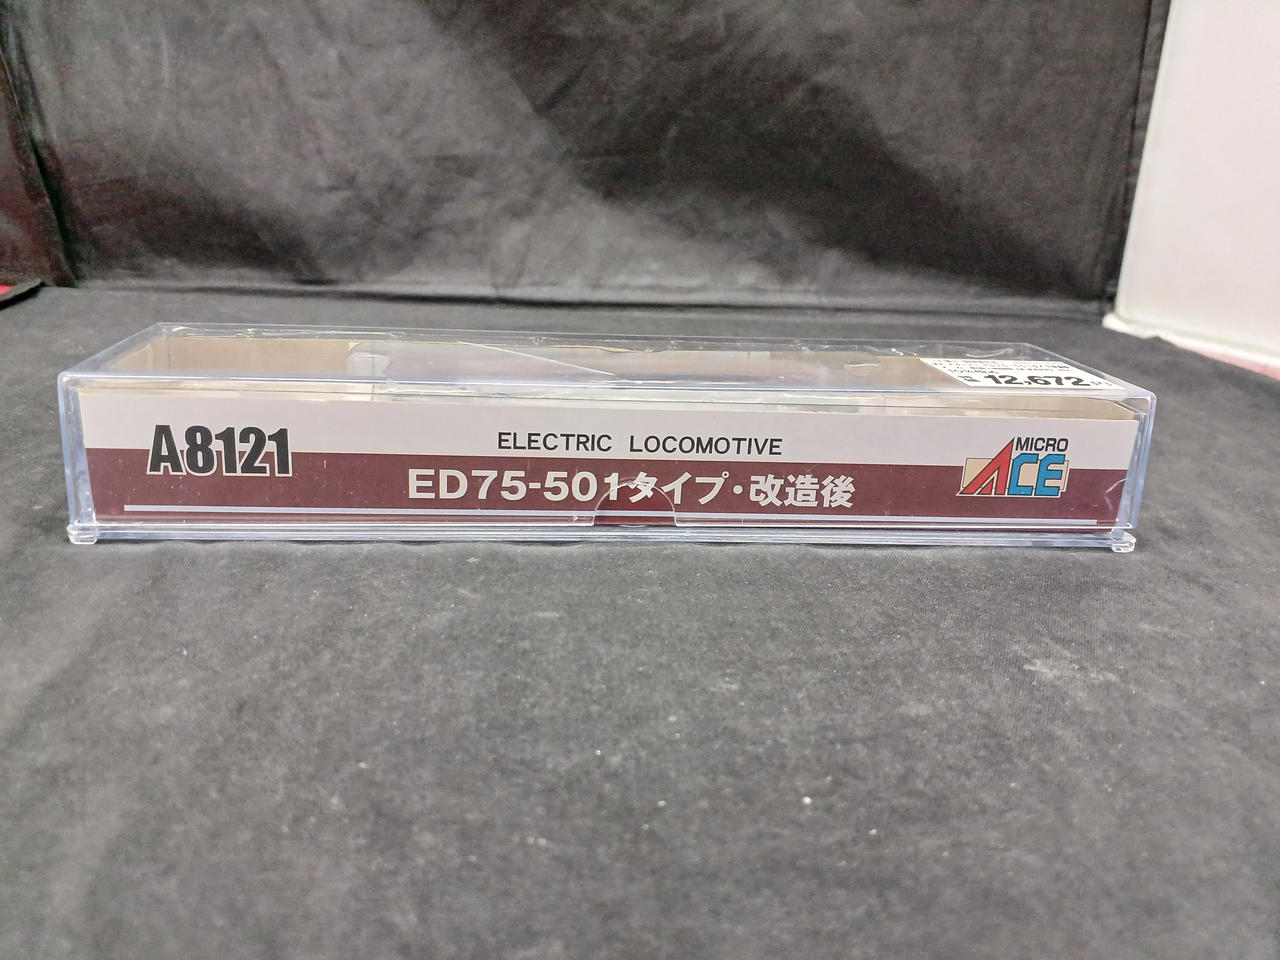 12,672
A8121
ELECTRIC LOCOMOTIVE
ED75-501タイプ・改造後
MICRO
ACE